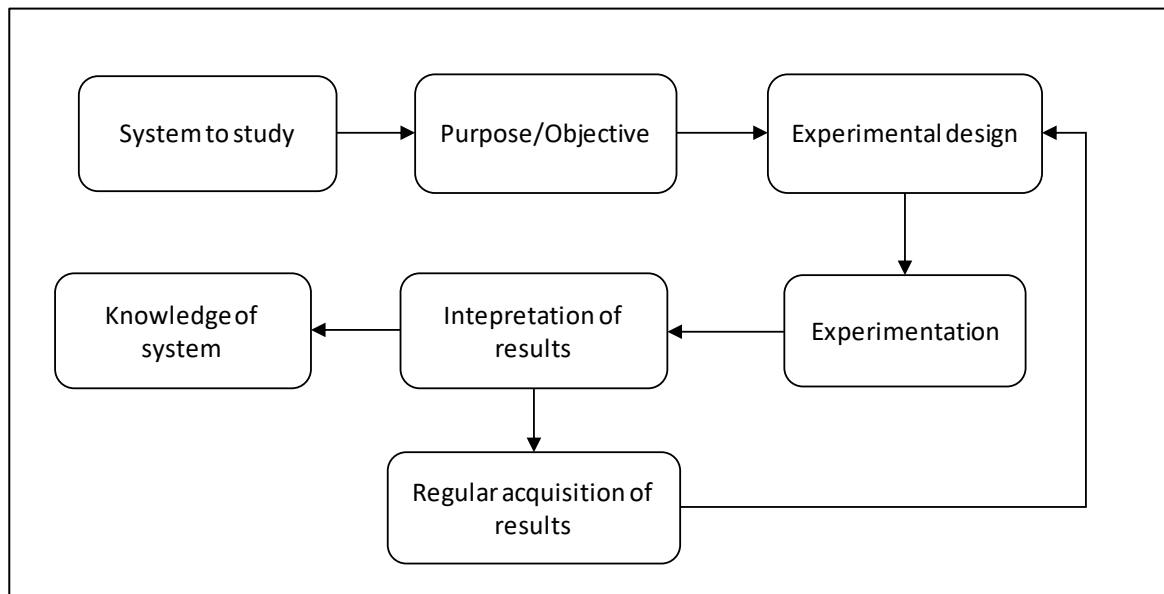 System to study
Purpose/Objective
Experimental design
Knowledge of
system
Intepretation of
results
Experimentation
Regular acquisition of
results